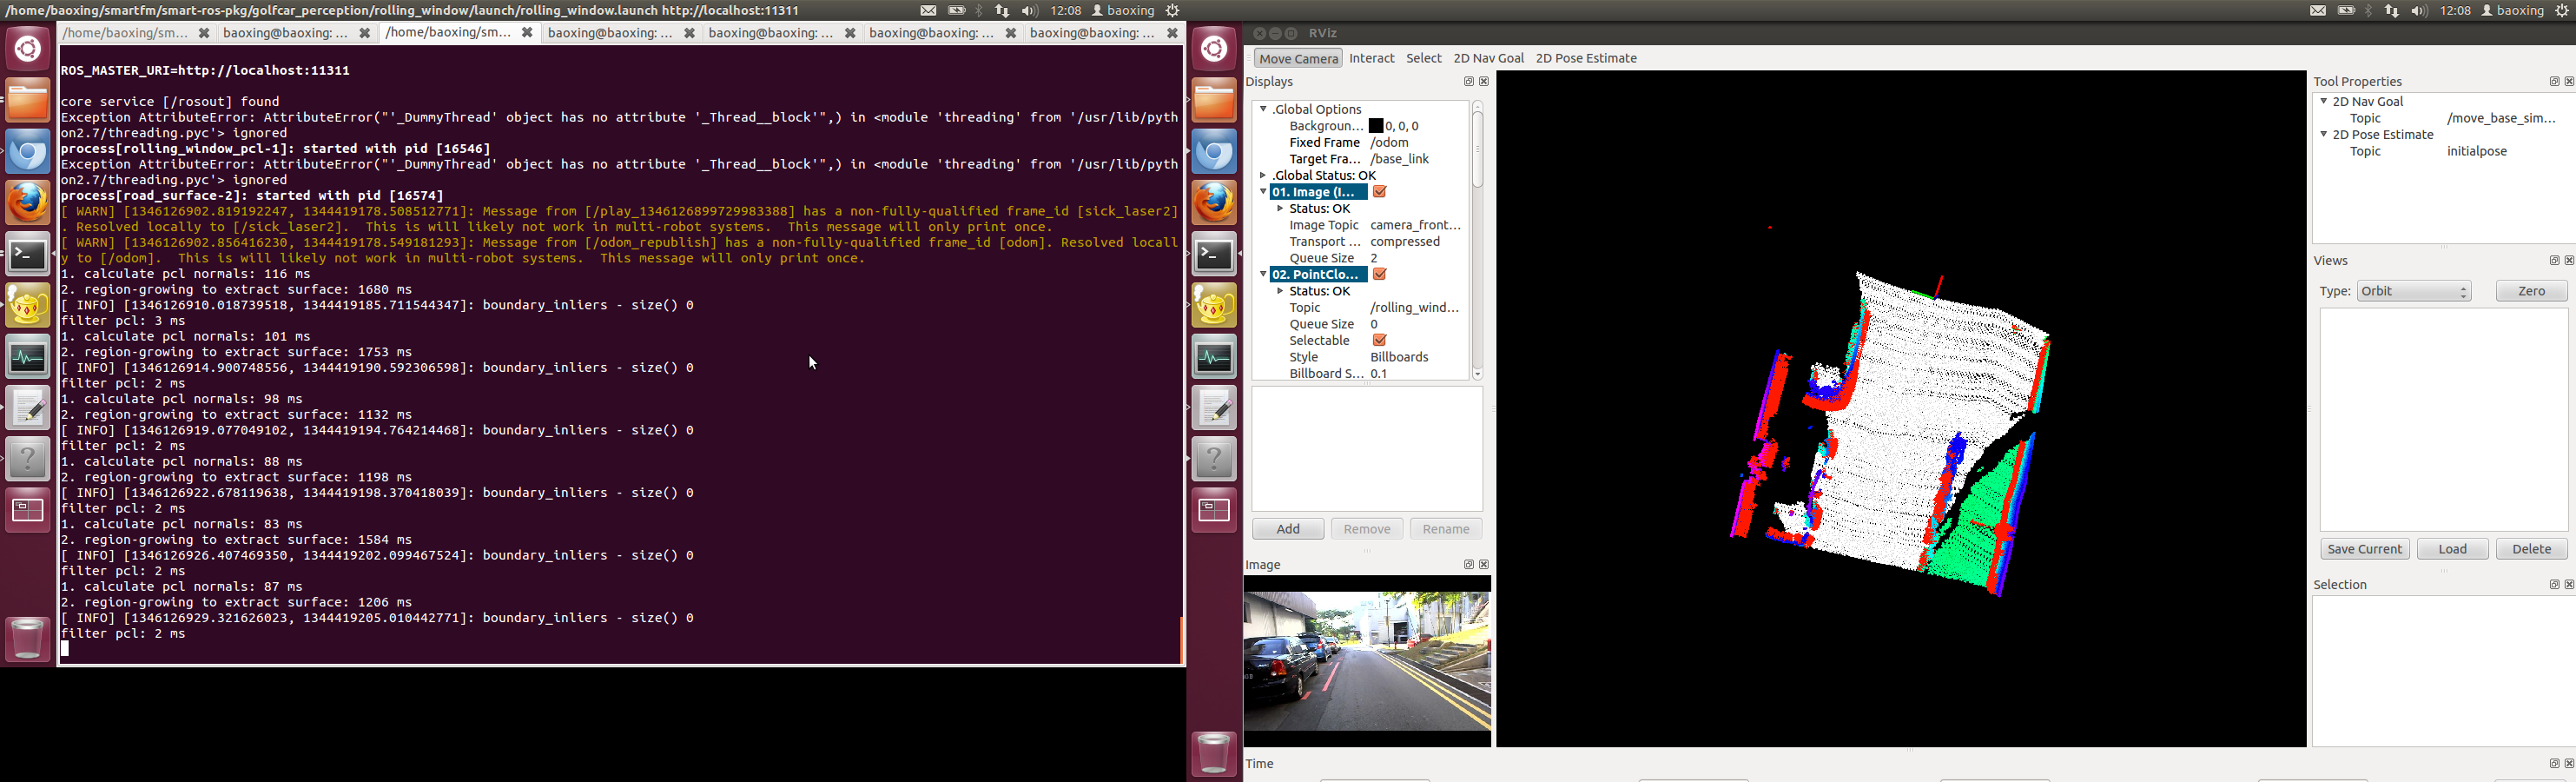 /home/baoxing/smartfm/smart-ros-pkg/golfcar_perception/rolling_window/launch/rolling_window.launch http://localhost:11311
12:08 baoxing
/home/baoxing/sm...
baoxing@baoxing: ...
/home/baoxing/sm...
baoxing@baoxing: ...
baoxing@baoxing: ...
baoxing@baoxing: ...
baoxing@baoxing: ...
ROS_MASTER_URI=http://localhost:11311
core service [/rosout] found
Exception AttributeError: AttributeError("'_DummyThread' object has no attribute '_Thread__block'",) in <module 'threading' from '/usr/lib/pyth
on2.7/threading.pyc'> ignored
process[rolling_window_pcl-1]: started with pid [16546]
Exception AttributeError: AttributeError("'_DummyThread' object has no attribute '_Thread__block'",) in <module 'threading' from '/usr/lib/pyth
on2.7/threading.pyc'> ignored
process[road_surface-2]: started with pid [16574]
[ WARN] [1346126902.819192247, 1344419178.508512771]: Message from [/play_1346126899729983388] has a non-fully-qualified frame_id [sick_laser2]
. Resolved locally to [/sick_laser2].  This is will likely not work in multi-robot systems.  This message will only print once.
[ WARN] [1346126902.856416230, 1344419178.549181293]: Message from [/odom_republish] has a non-fully-qualified frame_id [odom]. Resolved locall
y to [/odom].  This is will likely not work in multi-robot systems.  This message will only print once.
1. calculate pcl normals: 116 ms
2. region-growing to extract surface: 1680 ms
[ INFO] [1346126910.018739518, 1344419185.711544347]: boundary_inliers - size() 0
filter pcl: 3 ms
1. calculate pcl normals: 101 ms
2. region-growing to extract surface: 1753 ms
[ INFO] [1346126914.900748556, 1344419190.592306598]: boundary_inliers - size() 0
filter pcl: 2 ms
1. calculate pcl normals: 98 ms
2. region-growing to extract surface: 1132 ms
[ INFO] [1346126919.077049102, 1344419194.764214468]: boundary_inliers - size() 0
filter pcl: 2 ms
1. calculate pcl normals: 88 ms
2. region-growing to extract surface: 1198 ms
[ INFO] [1346126922.678119638, 1344419198.370418039]: boundary_inliers - size() 0
filter pcl: 2 ms
1. calculate pcl normals: 83 ms
2. region-growing to extract surface: 1584 ms
[ INFO] [1346126926.407469350, 1344419202.099467524]: boundary_inliers - size() 0
filter pcl: 2 ms
1. calculate pcl normals: 87 ms
2. region-growing to extract surface: 1206 ms
[ INFO] [1346126929.321626023, 1344419205.010442771]: boundary_inliers - size() 0
filter pcl: 2 ms
12:08 baoxing
RViz
Move Camera Interact Select 2D Nav Goal 2D Pose Estimate
Displays
.Global Options
Backgroun... 0, 0, 0
Fixed Frame /odom
Target Fra... /base_link
.Global Status: OK
01. Image (I...
Status: OK
Image Topic camera_front...
Transport ... compressed
Queue Size 2
02. PointClo...
Status: OK
Topic /rolling_wind...
Queue Size 0
Selectable
Style Billboards
Billboard S... 0.1
Add Remove Rename
Image
Time
Tool Properties
2D Nav Goal
Topic /move_base_sim...
2D Pose Estimate
Topic initialpose
Views
Type: Orbit Zero
Save Current Load Delete
Selection